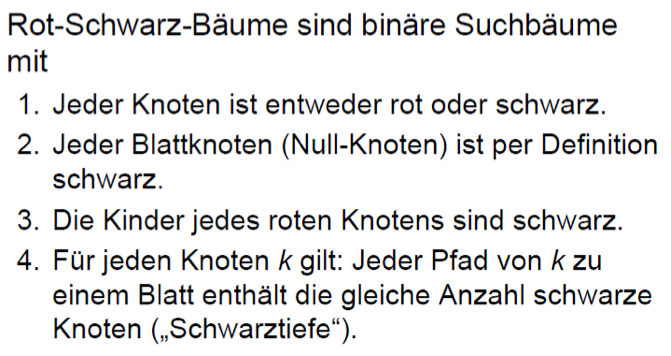 Rot-Schwarz-Bäume sind binäre Suchbäume
mit
1. Jeder Knoten ist entweder rot oder schwarz.
2. Jeder Blattknoten (Null-Knoten) ist per Definition
schwarz.
3. Die Kinder jedes roten Knotens sind schwarz.
4. Für jeden Knoten k gilt: Jeder Pfad von k zu
einem Blatt enthält die gleiche Anzahl schwarze
Knoten („Schwarztiefe“).